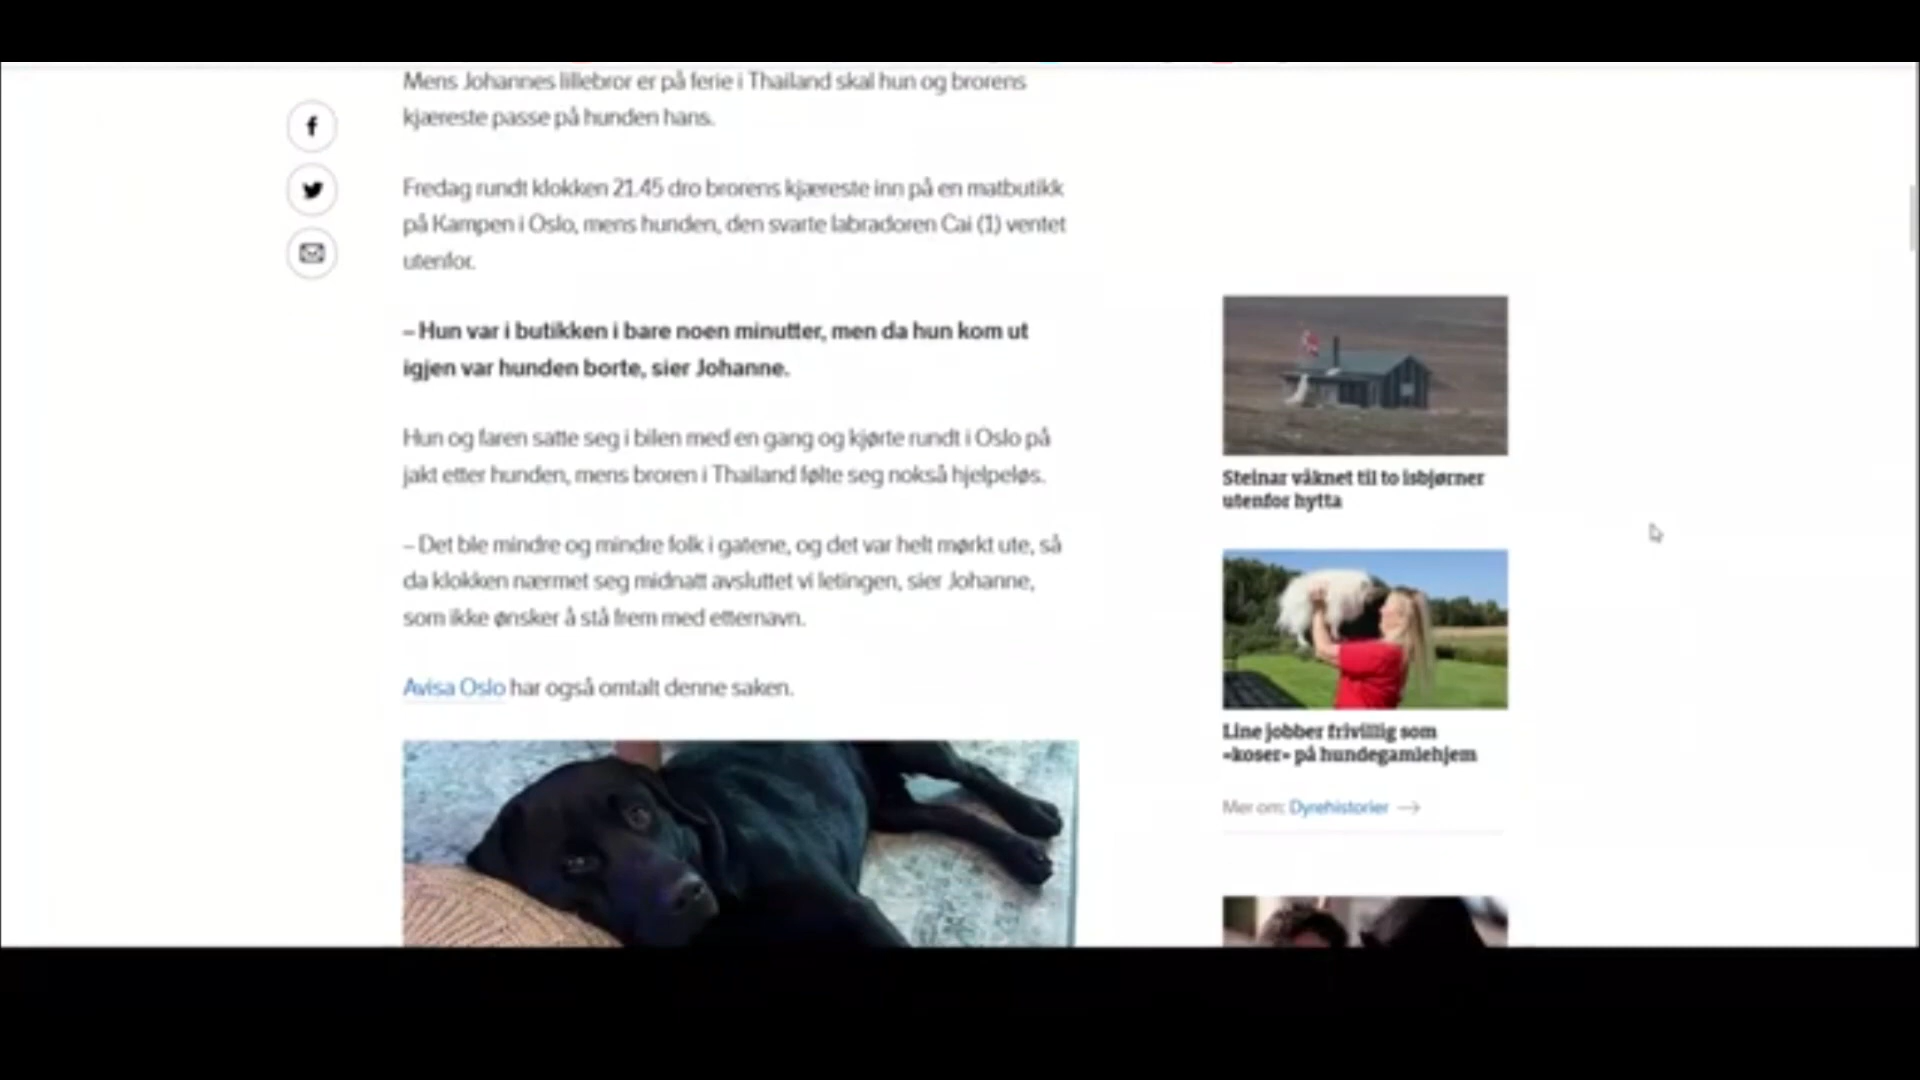 Mens Johannes lillebror er på ferie i Thailand skal hun og brorens
kjæreste passe på hunden hans.
Fredag rundt klokken 21.45 dro brorens kjæreste inn på en matbutikk
på Kampen i Oslo, mens hunden, den svarte labradoren Cai (1) ventet
utenfor.
– Hun var i butikken i bare noen minutter, men da hun kom ut
igjen var hunden borte, sier Johanne.
Hun og faren satte seg i bilen med en gang og kjørte rundt i Oslo på
jakt etter hunden, mens broren i Thailand følte seg nokså hjelpeløs.
– Det ble mindre og mindre folk i gatene, og det var helt mørkt ute, så
da klokken nærmet seg midnatt avsluttet vi letingen, sier Johanne,
som ikke ønsker å stå frem med etternavn.
Avisa Oslo har også omtalt denne saken.
Steinar våknet til to isbjørner
utenfor hytta
Line jobber frivillig som
«koser» på hundegamlehjem
Mer om: Dyrehistorier →